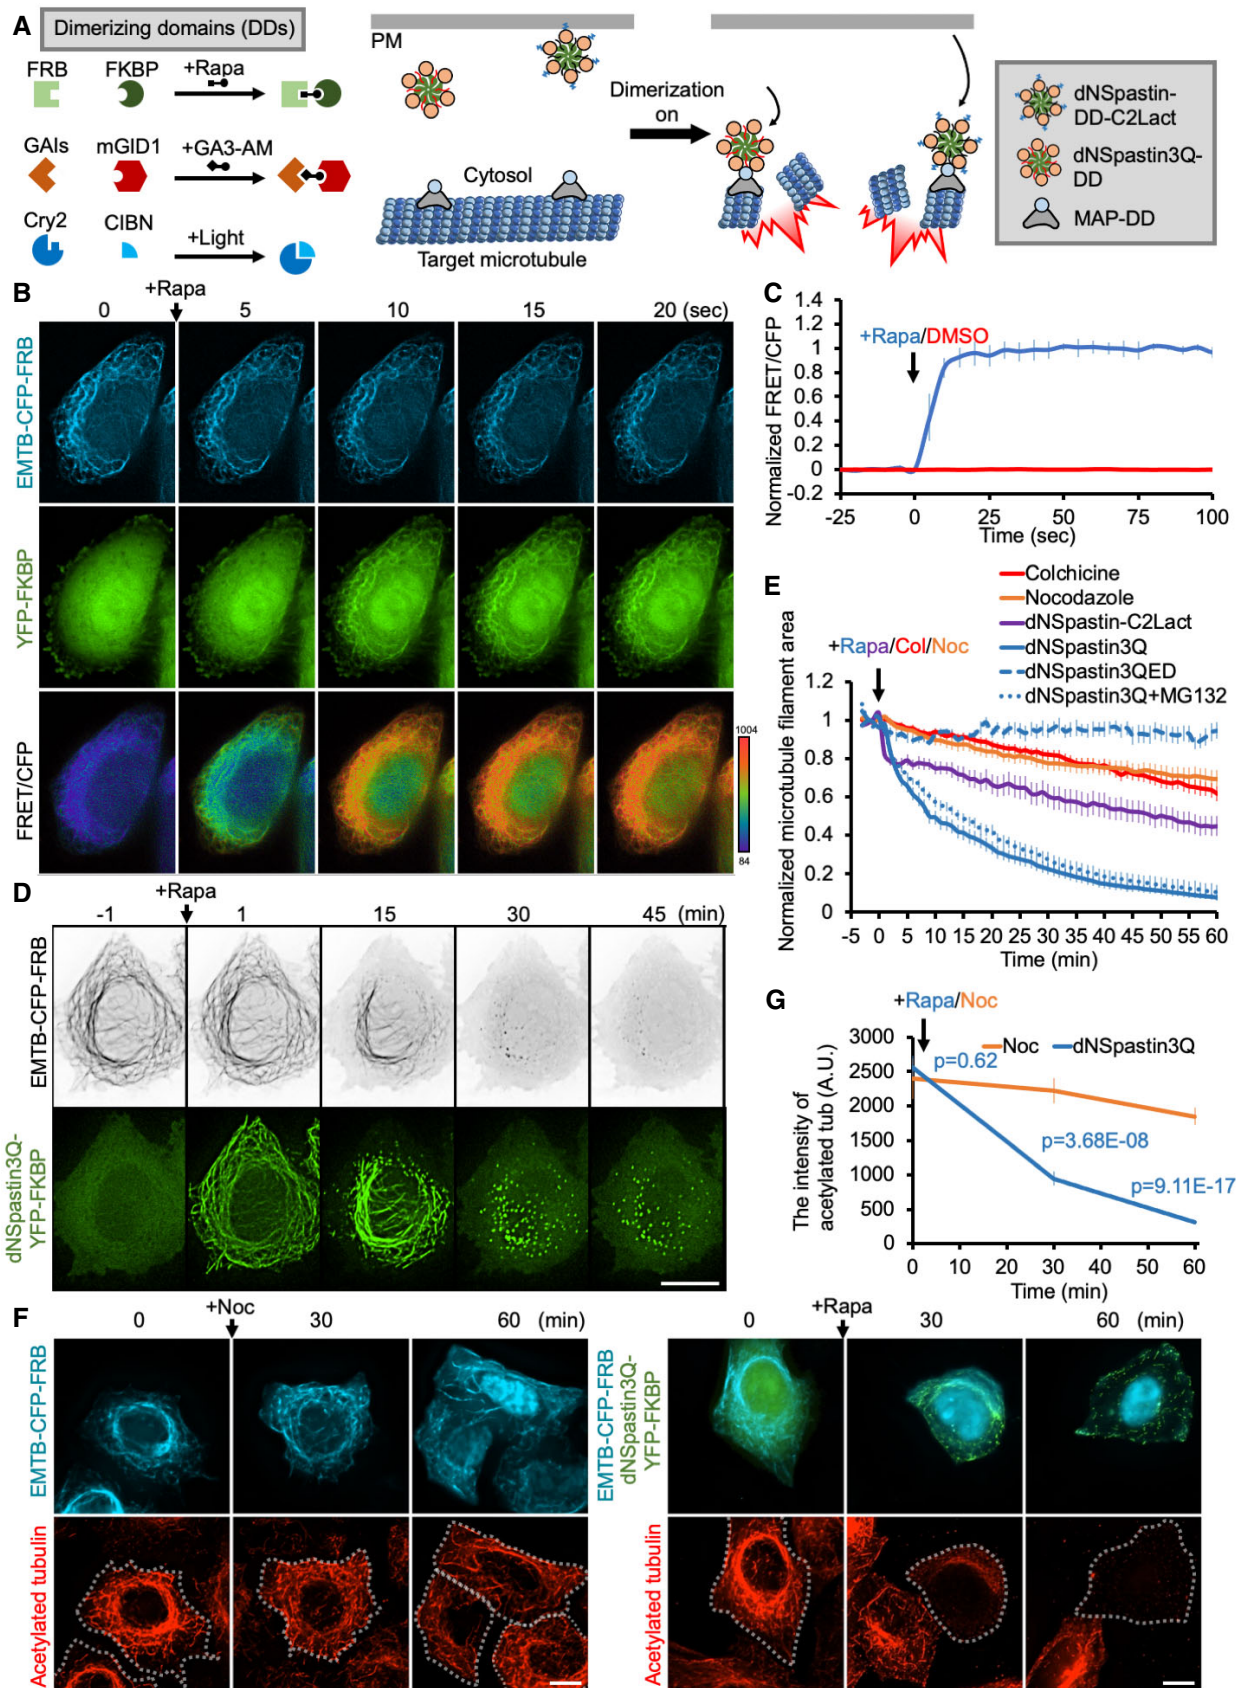 A
Dimerizing domains (DDs)
FRB
FKBP
+Rapa
GAIs
mGID1
+GA3-AM
Cry2
CIBN
+Light
PM
Cytosol
Target microtubule
Dimerization
on
dNSpastin-
DD-C2Lact
dNSpastin3Q-
DD
MAP-DD
B
+Rapa
0 5 10 15 20 (sec)
EMTB-CFP-FRB
YFP-FKBP
FRET/CFP
1004
84
C
Normalized FRET/CFP
1.4
1.2
1
0.8
0.6
0.4
0.2
0
-0.2
+Rapa/DMSO
-25 0 25 50 75 100
Time (sec)
D
+Rapa
-1 1 15 30 45 (min)
EMTB-CFP-FRB
dNSpastin3Q-
YFP-FKBP
E
Colchicine
Nocodazole
dNSpastin-C2Lact
dNSpastin3Q
dNSpastin3QED
dNSpastin3Q+MG132
+Rapa/Col/Noc
Normalized microtubule filament area
1.2
1
0.8
0.6
0.4
0.2
0
-5 0 5 10 15 20 25 30 35 40 45 50 55 60
Time (min)
G
+Rapa/Noc
Noc
dNSpastin3Q
The intensity of
acetylated tub (A.U.)
3000
2500
2000
1500
1000
500
0
p=0.62
p=3.68E-08
p=9.11E-17
0 10 20 30 40 50 60
Time (min)
F
+Noc
0 30 60 (min)
EMTB-CFP-FRB
Acetylated tubulin
+Rapa
0 30 60 (min)
EMTB-CFP-FRB
dNSpastin3Q-
YFP-FKBP
Acetylated tubulin